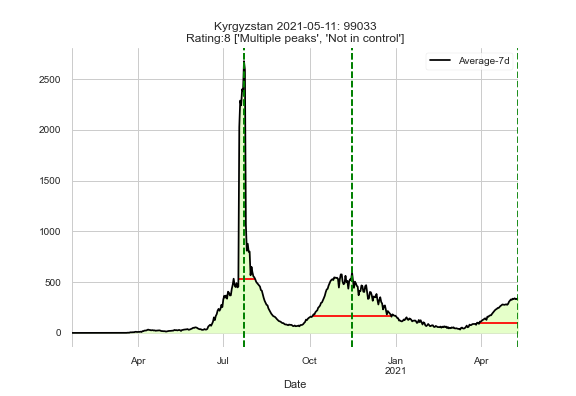 Kyrgyzstan 2021-05-11: 99033
Rating:8 ['Multiple peaks', 'Not in control']
Average-7d
2500
2000
1500
1000
500
0
Apr Jul Oct Jan Apr
2021
Date